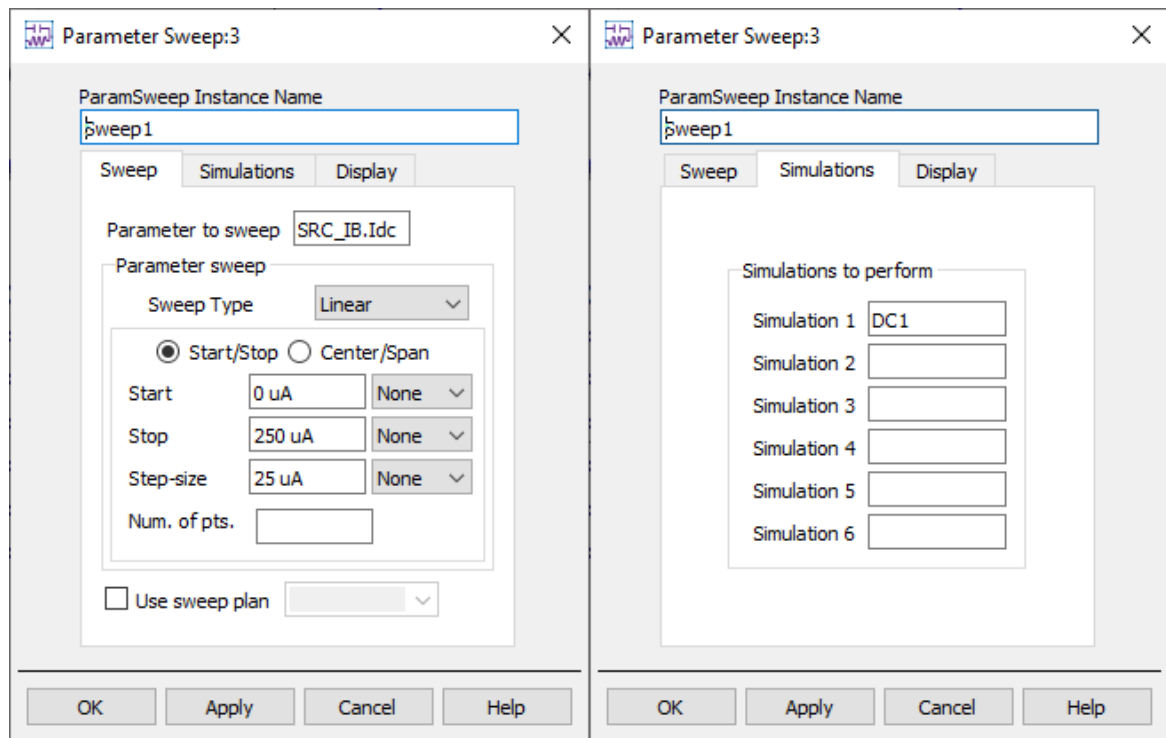 Parameter Sweep:3
ParamSweep Instance Name
Sweep1
Sweep Simulations Display
Parameter to sweep SRC_IB.Idc
Parameter sweep
Sweep Type Linear
Start/Stop Center/Span
Start 0 uA None
Stop 250 uA None
Step-size 25 uA None
Num. of pts.
Use sweep plan
OK Apply Cancel Help
Parameter Sweep:3
ParamSweep Instance Name
Sweep1
Sweep Simulations Display
Simulations to perform
Simulation 1 DC1
Simulation 2
Simulation 3
Simulation 4
Simulation 5
Simulation 6
OK Apply Cancel Help